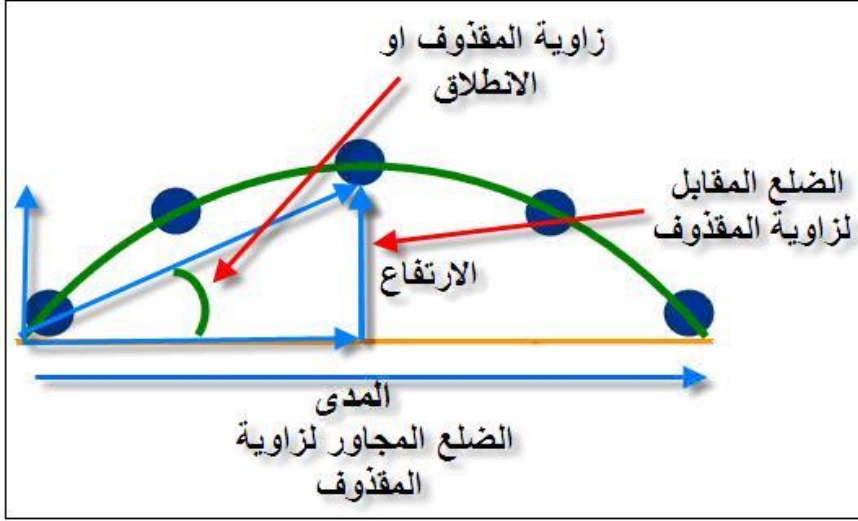 زاوية المقذوف او
الانطلاق
الضلع المقابل
لزاوية المقذوف
الارتفاع
المدى
الضلع المجاور لزاوية
المقذوف